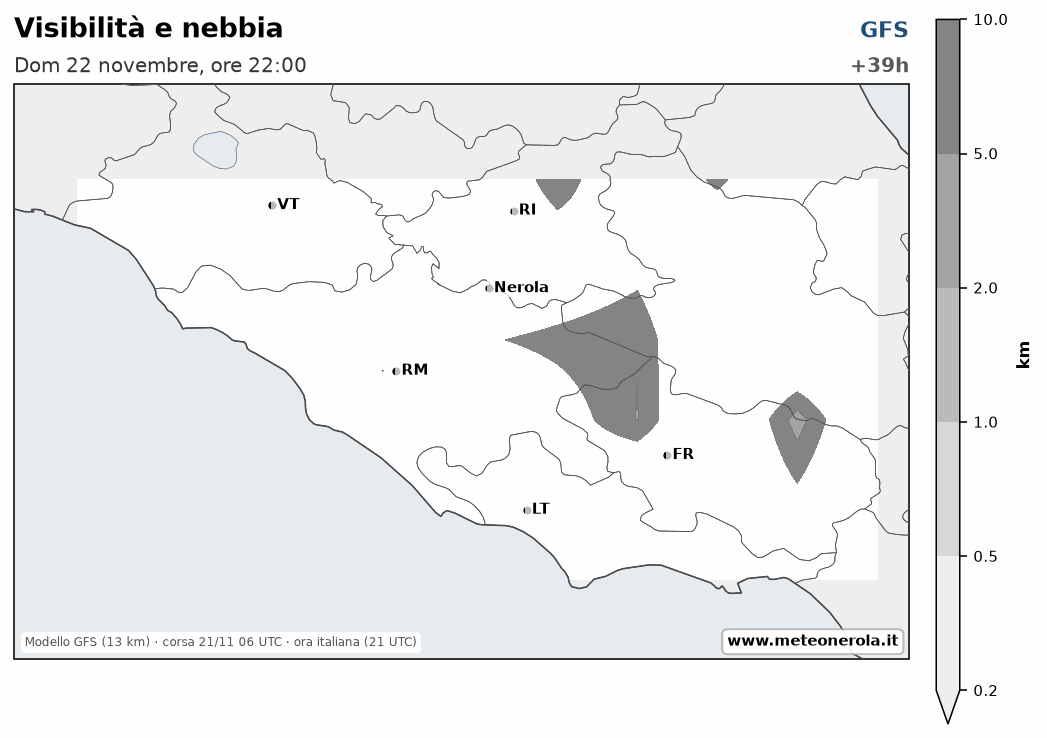 Visibilità e nebbia
GFS
Dom 22 novembre, ore 22:00
+39h
VT
RI
Nerola
RM
FR
LT
Modello GFS (13 km) · corsa 21/11 06 UTC · ora italiana (21 UTC)
www.meteonerola.it
10.0
5.0
2.0
1.0
0.5
0.2
km